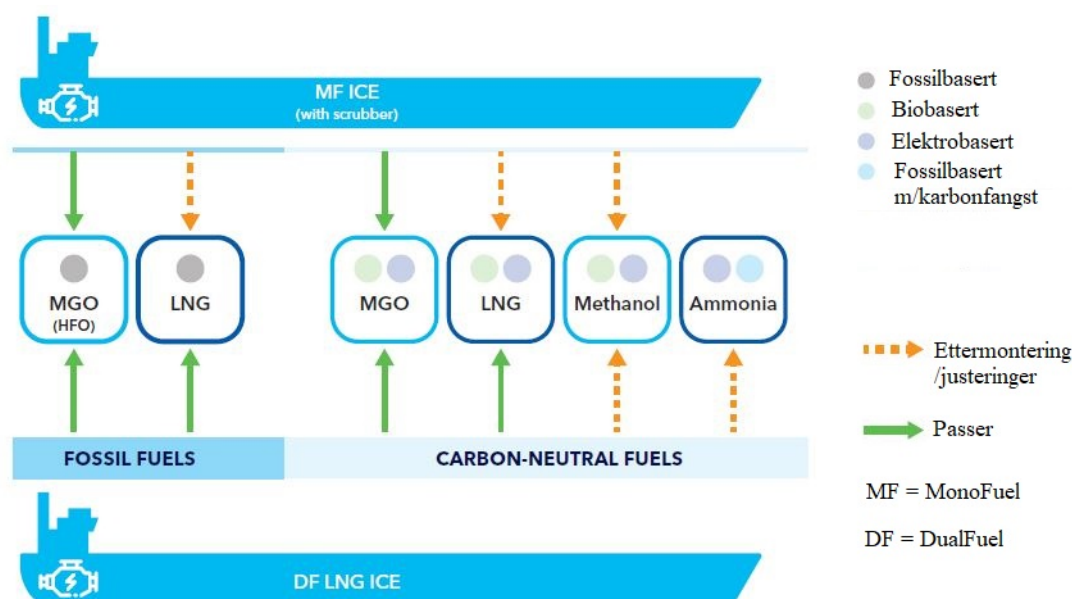 MF ICE
(with scrubber)
Fossilbasert
Biobasert
Elektrobasert
Fossilbasert
m/karbonfangst
MGO
(HFO)
LNG
MGO
LNG
Methanol
Ammonia
Ettermontering
/justeringer
Passer
FOSSIL FUELS
CARBON-NEUTRAL FUELS
MF = MonoFuel
DF = DualFuel
DF LNG ICE